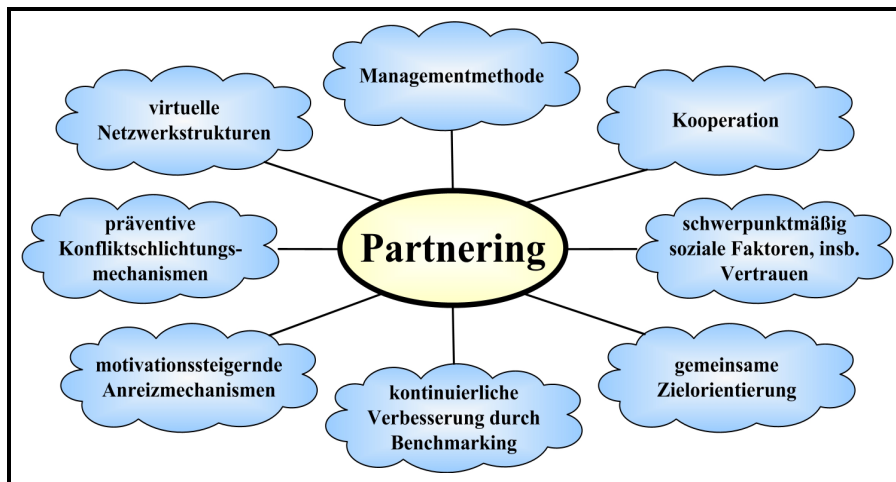 Managementmethode
virtuelle
Netzwerkstrukturen
Kooperation
präventive
Konfliktschlichtungs-
mechanismen
Partnering
schwerpunktmäßig
soziale Faktoren, insb.
Vertrauen
motivationssteigernde
Anreizmechanismen
kontinuierliche
Verbesserung durch
Benchmarking
gemeinsame
Zielorientierung